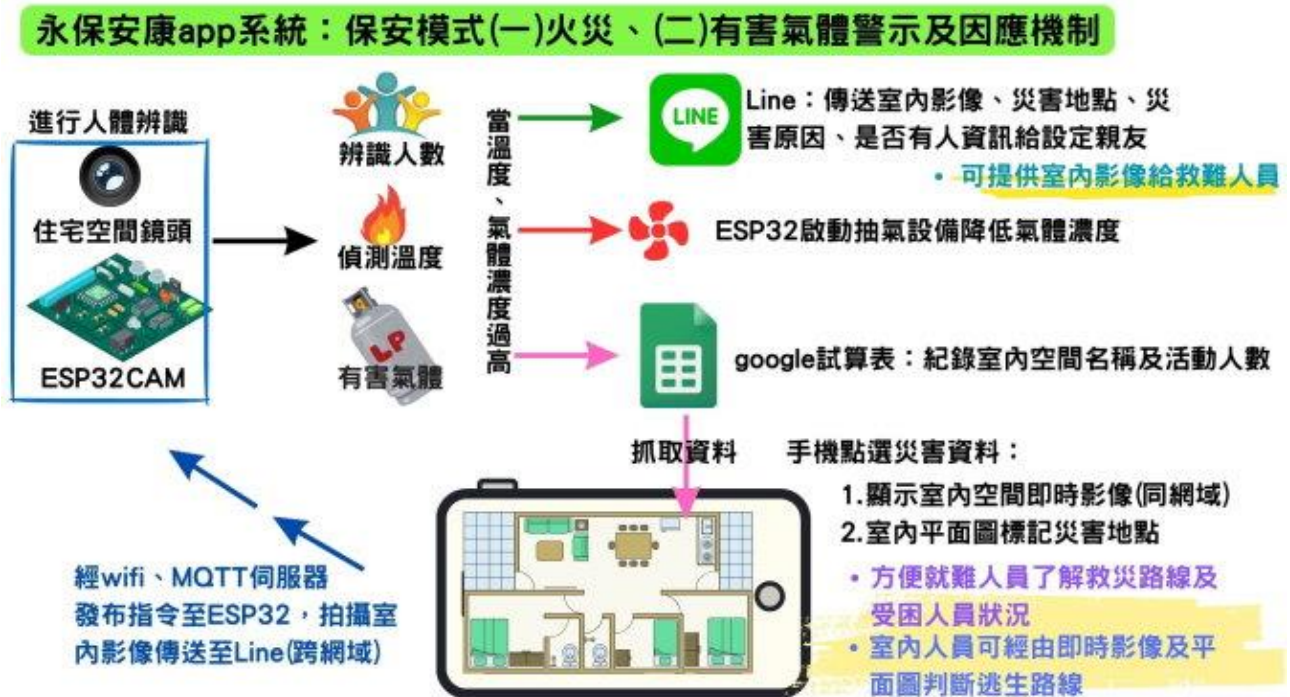 永保安康app系統：保安模式(一)火災、(二)有害氣體警示及因應機制
進行人體辨識
住宅空間鏡頭
ESP32CAM
辨識人數
偵測溫度
LP
有害氣體
當溫度、氣體濃度過高
LINE
Line：傳送室內影像、災害地點、災
害原因、是否有人資訊給設定親友
• 可提供室內影像給救難人員
ESP32啟動抽氣設備降低氣體濃度
google試算表：紀錄室內空間名稱及活動人數
抓取資料
手機點選災害資料：
1.顯示室內空間即時影像(同網域)
2.室內平面圖標記災害地點
• 方便就難人員了解救災路線及
受困人員狀況
• 室內人員可經由即時影像及平
面圖判斷逃生路線
經wifi、MQTT伺服器
發布指令至ESP32，拍攝室
內影像傳送至Line(跨網域)